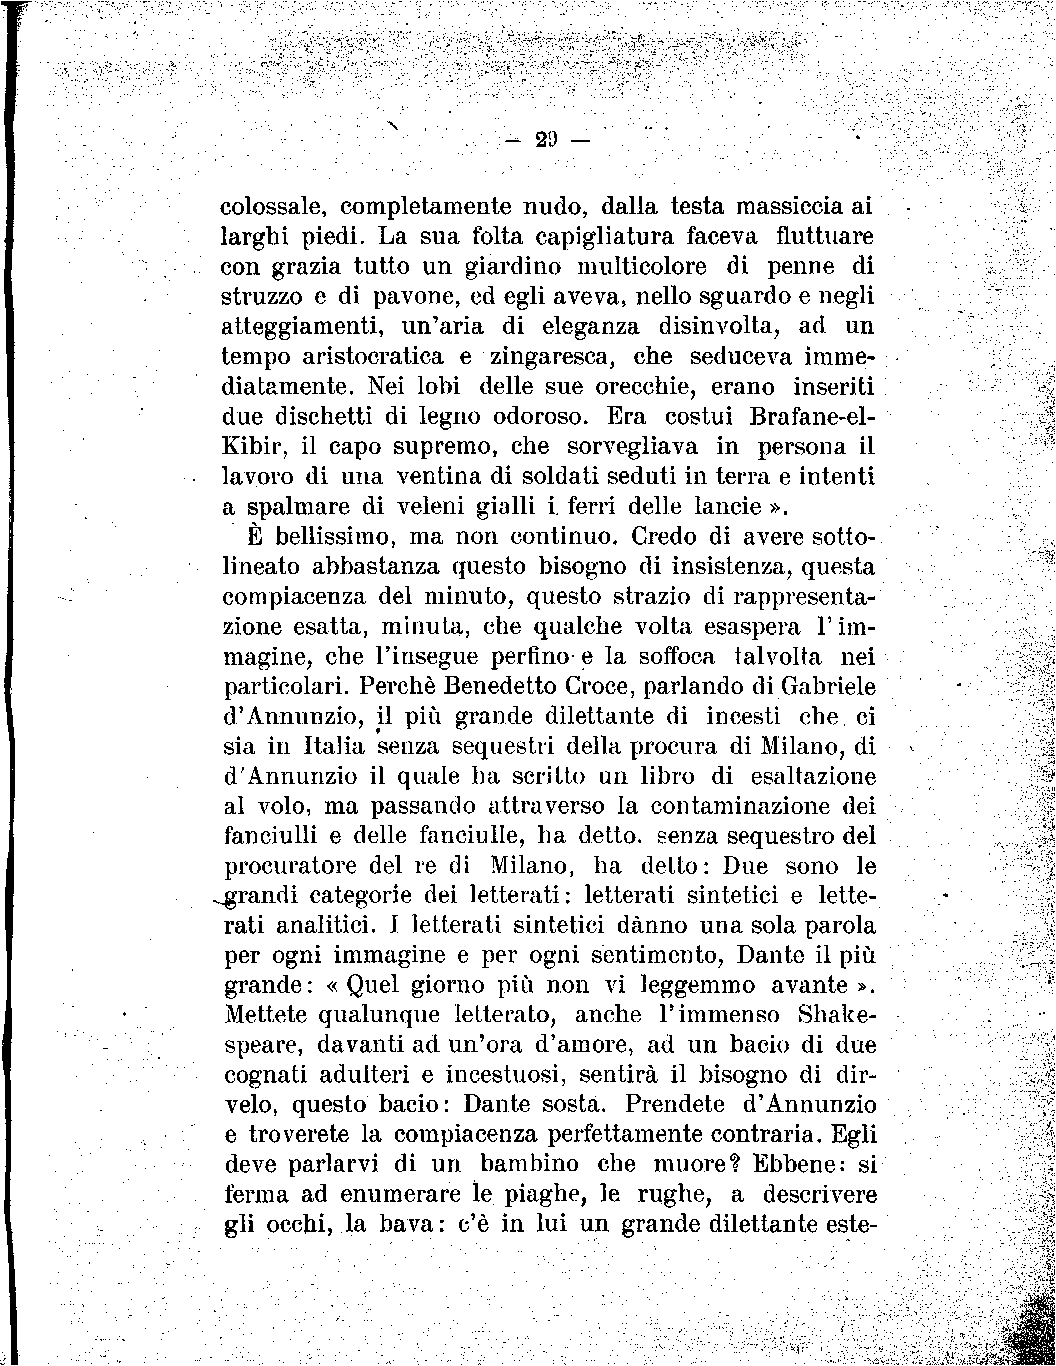 — 29 —
colossale, completamente nudo, dalla testa massiccia ai
larghi piedi. La sua folta capigliatura faceva fluttuare
con grazia tutto un giardino multicolore di penne di
struzzo e di pavone, ed egli aveva, nello sguardo e negli
atteggiamenti, un'aria di eleganza disinvolta, ad un
tempo aristocratica e zingaresca, che seduceva imme-
diatamente. Nei lobi delle sue orecchie, erano inseriti
due dischetti di legno odoroso. Era costui Brafane-el-
Kibir, il capo supremo, che sorvegliava in persona il
lavoro di una ventina di soldati seduti in terra e intenti
a spalmare di veleni gialli i ferri delle lancie ».
È bellissimo, ma non continuo. Credo di avere sotto-
lineato abbastanza questo bisogno di insistenza, questa
compiacenza del minuto, questo strazio di rappresenta-
zione esatta, minuta, che qualche volta esaspera l'im-
magine, che l'insegue perfino e la soffoca talvolta nei
particolari. Perchè Benedetto Croce, parlando di Gabriele
d'Annunzio, il più grande dilettante di incesti che ci
sia in Italia senza sequestri della procura di Milano, di
d'Annunzio il quale ha scritto un libro di esaltazione
al volo, ma passando attraverso la contaminazione dei
fanciulli e delle fanciulle, ha detto. senza sequestro del
procuratore del re di Milano, ha detto: Due sono le
grandi categorie dei letterati: letterati sintetici e lette-
rati analitici. I letterati sintetici dànno una sola parola
per ogni immagine e per ogni sentimento, Dante il più
grande: « Quel giorno più non vi leggemmo avante ».
Mettete qualunque letterato, anche l'immenso Shake-
speare, davanti ad un'ora d'amore, ad un bacio di due
cognati adulteri e incestuosi, sentirà il bisogno di dir-
velo, questo bacio: Dante sosta. Prendete d'Annunzio
e troverete la compiacenza perfettamente contraria. Egli
deve parlarvi di un bambino che muore? Ebbene: si
ferma ad enumerare le piaghe, le rughe, a descrivere
gli occhi, la bava: c'è in lui un grande dilettante este-